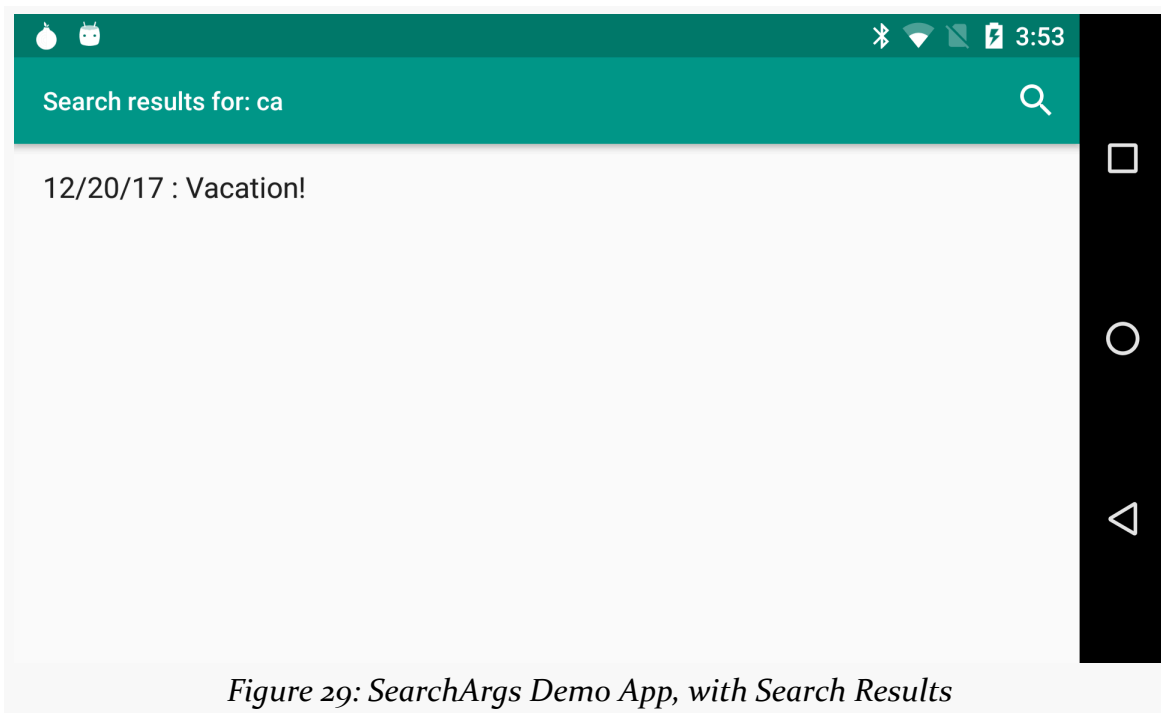 3:53
Search results for: ca
12/20/17 : Vacation!
Figure 29: SearchArgs Demo App, with Search Results